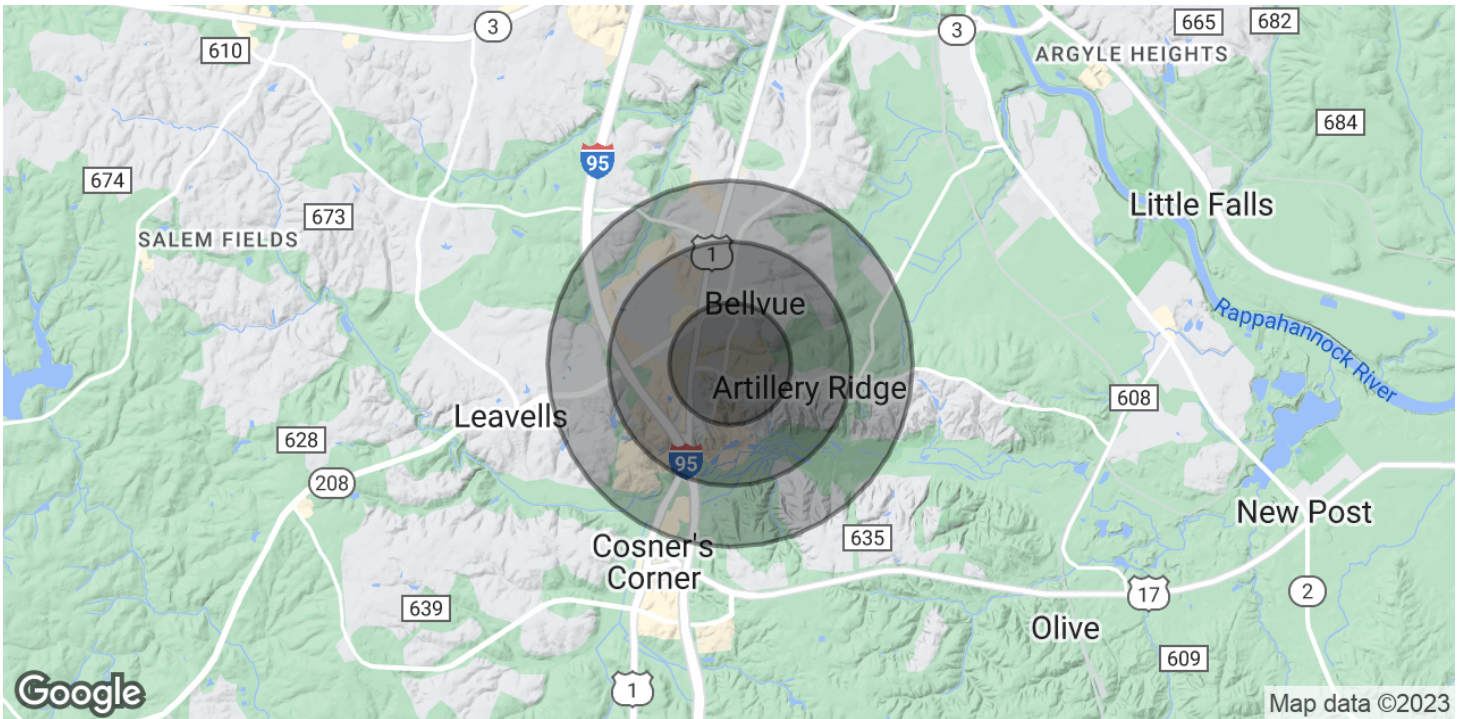 3
3
665
682
610
ARGYLE HEIGHTS
684
95
674
Little Falls
673
SALEM FIELDS
1
Bellvue
Rappahannock River
Artillery Ridge
608
Leavells
628
95
208
New Post
635
Cosner's
Corner
17
2
639
Olive
609
1
Google
Map data ©2023